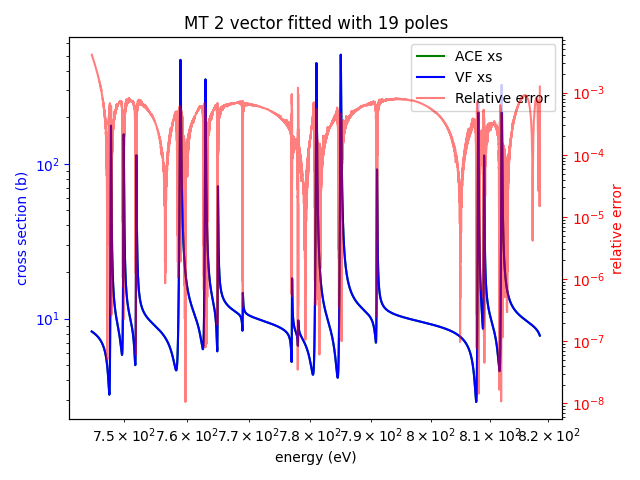 MT 2 vector fitted with 19 poles
ACE xs
VF xs
Relative error
cross section (b)
10²
10¹
relative error
10⁻³
10⁻⁴
10⁻⁵
10⁻⁶
10⁻⁷
10⁻⁸
7.5 × 10² 7.6 × 10² 7.7 × 10² 7.8 × 10² 7.9 × 10² 8 × 10² 8.1 × 10² 8.2 × 10²
energy (eV)